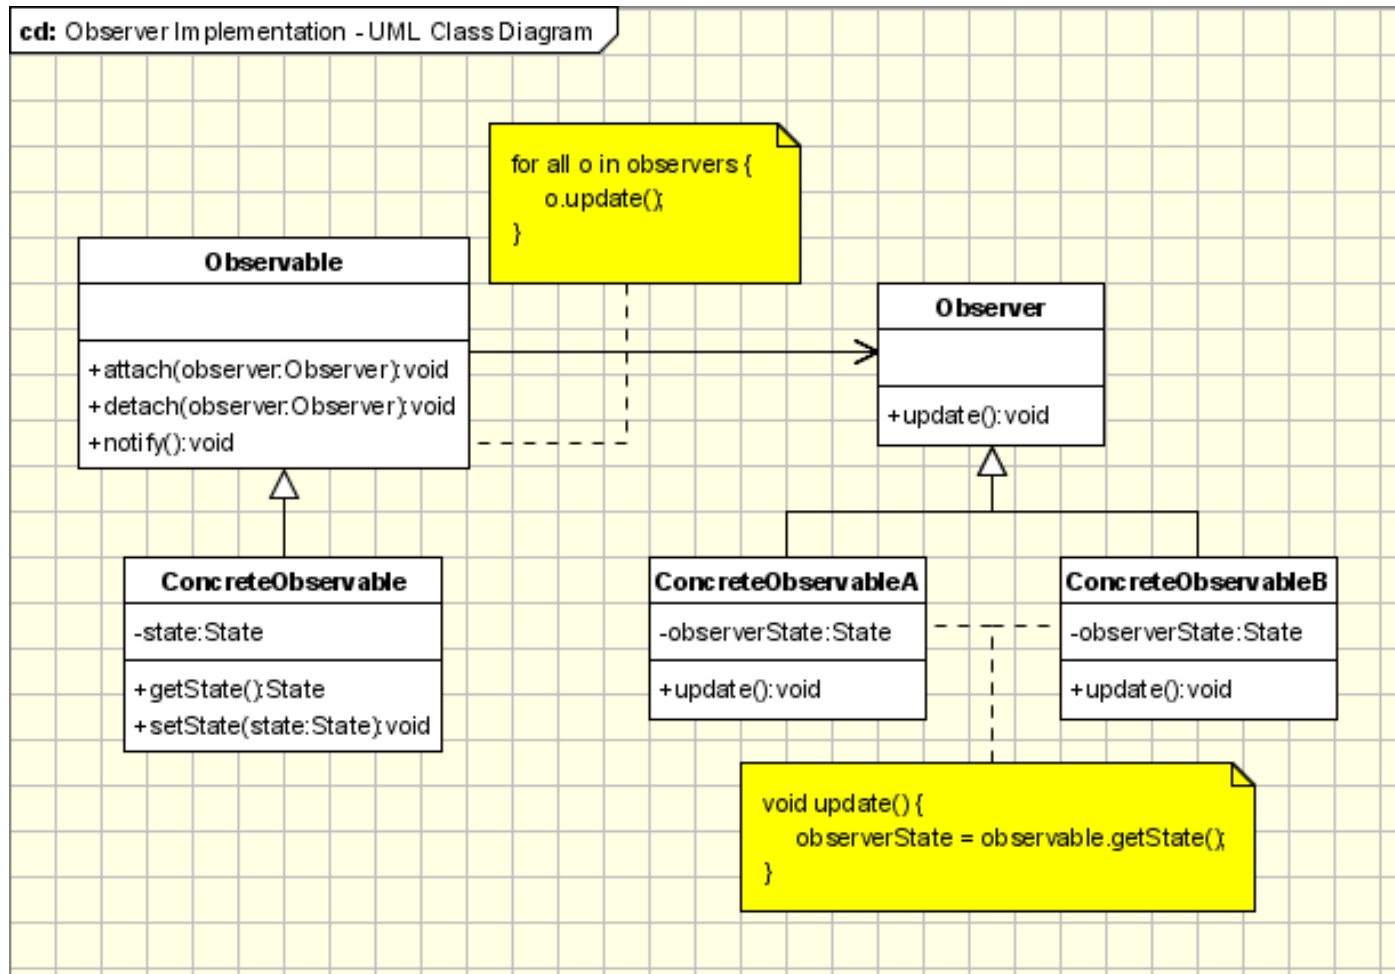 cd: Observer Implementation - UML Class Diagram
for all o in observers {
o.update();
}
Observable
+attach(observer:Observer):void
+detach(observer:Observer):void
+notify():void
Observer
+update():void
ConcreteObservable
-state:State
+getState():State
+setState(state:State):void
ConcreteObservableA
-observerState:State
+update():void
ConcreteObservableB
-observerState:State
+update():void
void update() {
observerState = observable.getState();
}